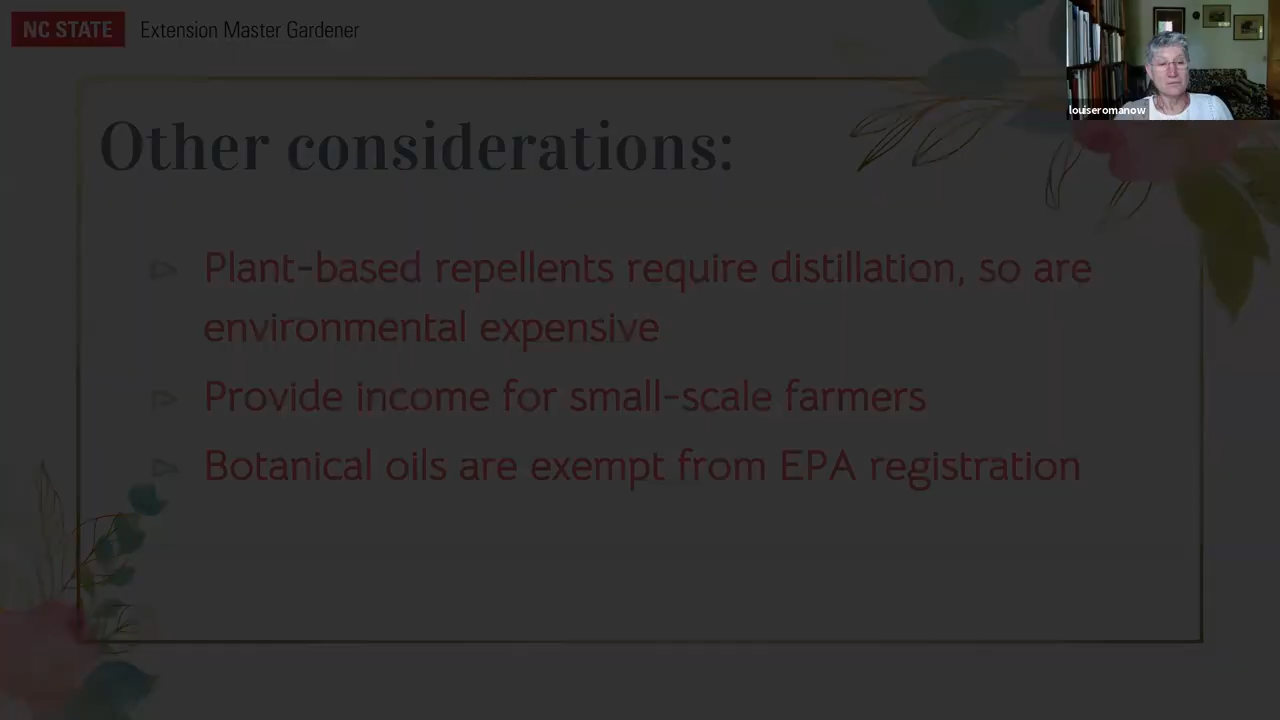 NC STATE Extension Master Gardener
louiseromanow
Other considerations:
Plant-based repellents require distillation, so are
environmental expensive
Provide income for small-scale farmers
Botanical oils are exempt from EPA registration